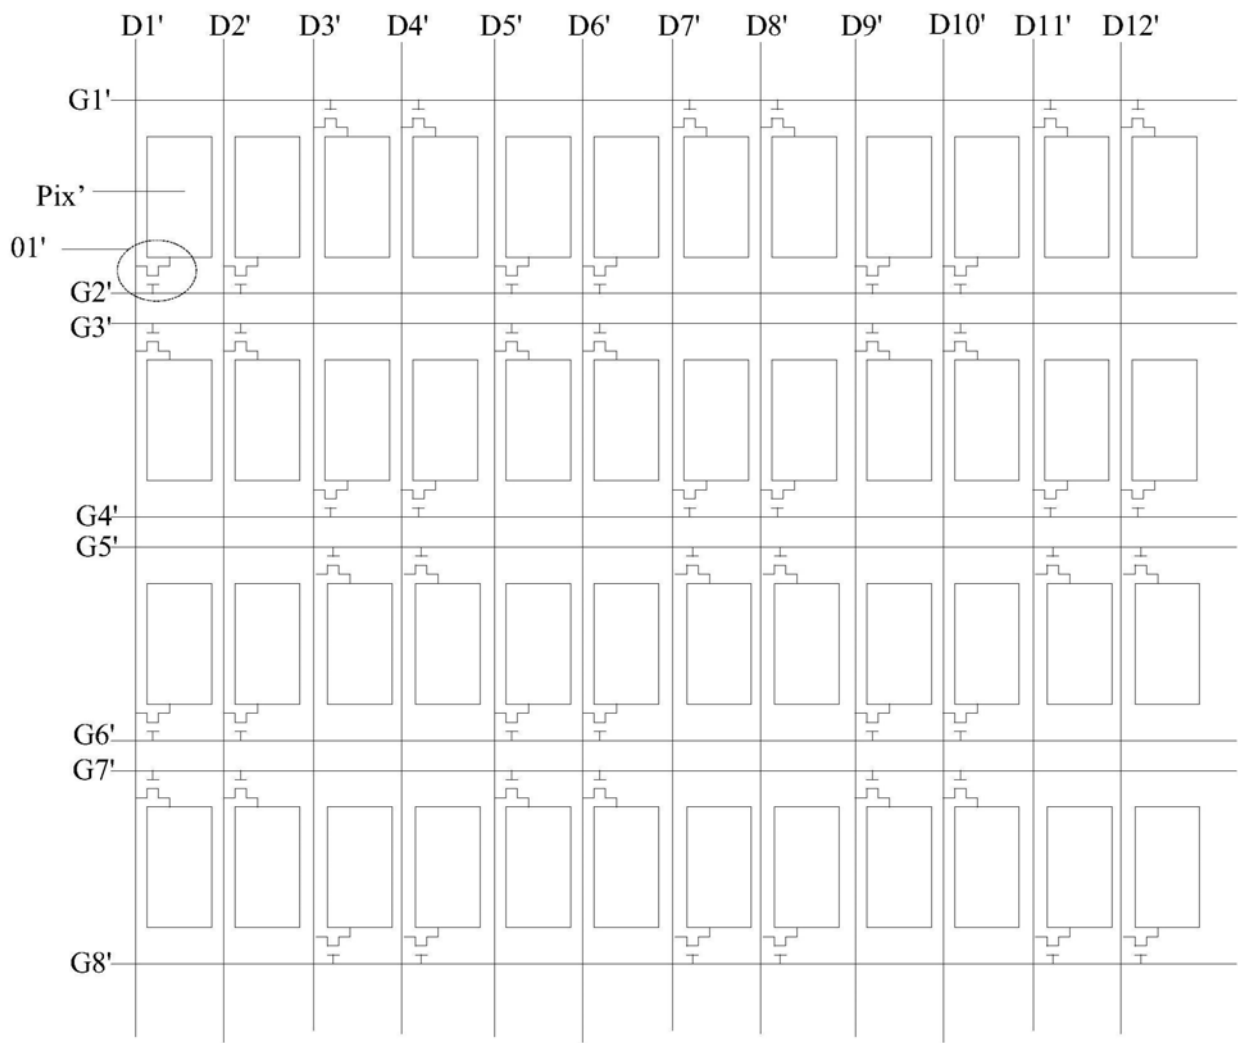 D1' D2' D3' D4' D5' D6' D7' D8' D9' D10' D11' D12'
G1'
Pix’
01'
G2'
G3'
G4'
G5'
G6'
G7'
G8'